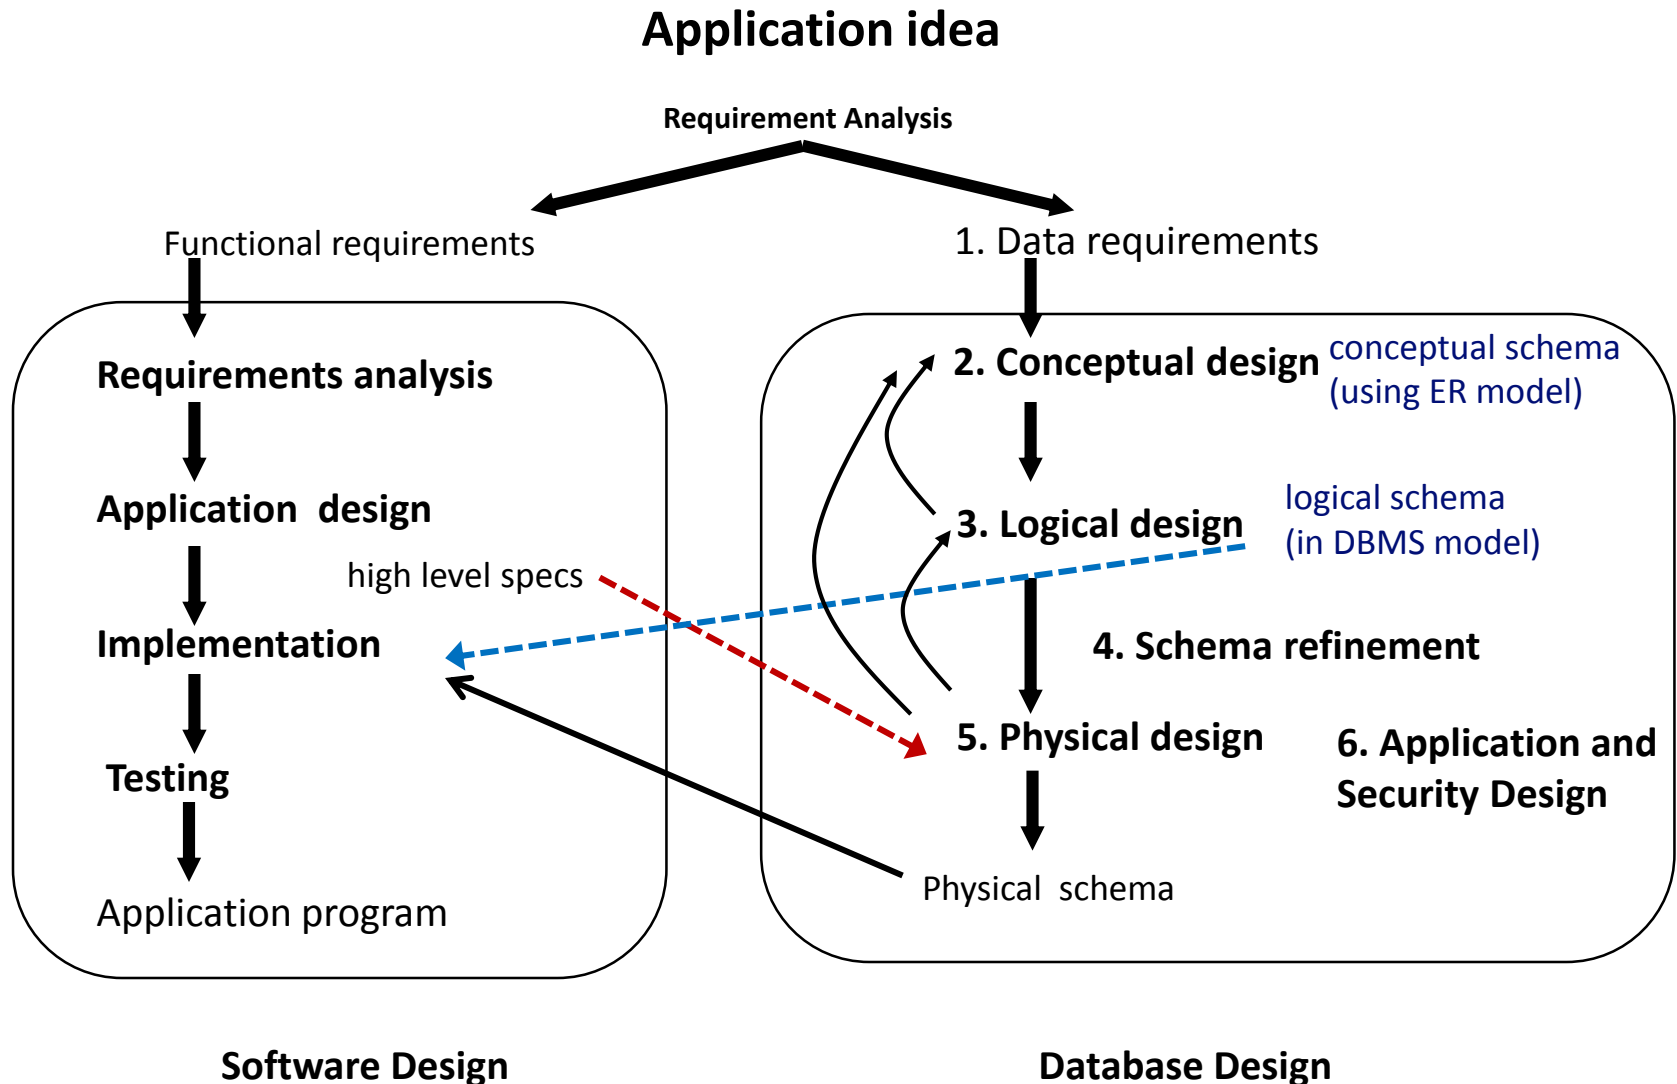 Application idea
Requirement Analysis
Functional requirements
1. Data requirements
Requirements analysis
Application design
high level specs
Implementation
Testing
Application program
2. Conceptual design
conceptual schema
(using ER model)
3. Logical design
logical schema
(in DBMS model)
4. Schema refinement
5. Physical design
6. Application and
Security Design
Physical schema
Software Design
Database Design